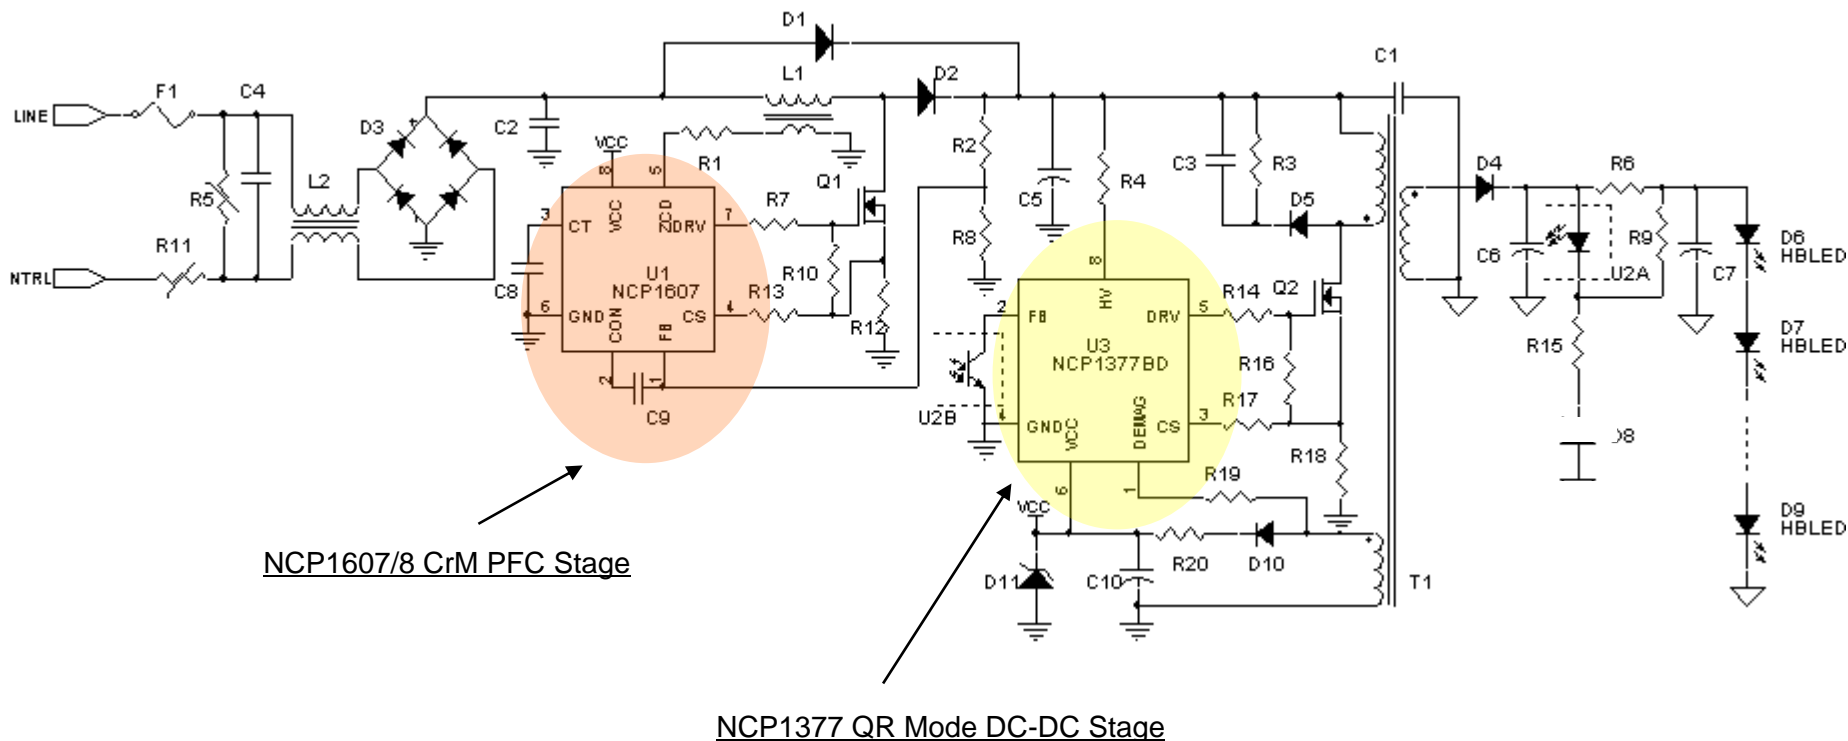 D1
C1
F1
C4
L1
D2
LINE
D3
C2
VCC
R2
C3
R3
D4
R6
R1
Q1
R4
8
5
L2
R5
R7
C5
D5
3
CT
VCC
ZCD
DRV
7
R8
D6
HBLED
R11
C6
R9
U2A
C7
NTRL
R10
8
U1
NCP1607
R13
C8
R14
Q2
6
GND
CON
FB
CS
4
R12
2
FB
HV
DRV
5
D7
HBLED
U3
NCP1377BD
R15
R16
2
1
C9
U2B
R17
4
GND
VCC
DEMAG
CS
3
D8
R18
R19
6
1
VCC
D9
HBLED
NCP1607/8 CrM PFC Stage
D11
C10
R20
D10
T1
NCP1377 QR Mode DC-DC Stage